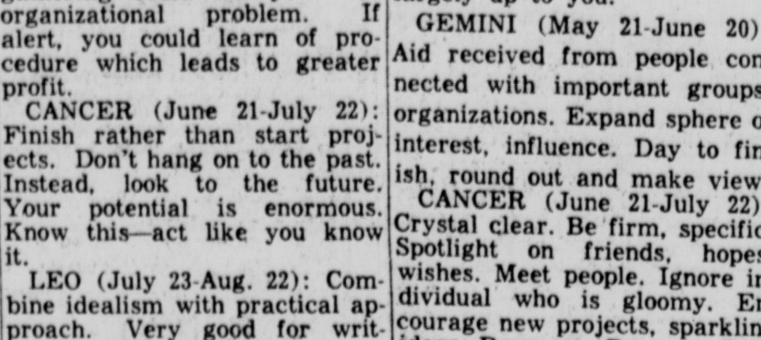 organizational problem. If
alert, you could learn of pro-
cedure which leads to greater
profit.
CANCER (June 21-July 22):
Finish rather than start proj-
ects. Don't hang on to the past.
Instead, look to the future.
Your potential is enormous.
Know this—act like you know
it.
LEO (July 23-Aug. 22): Com-
bine idealism with practical ap-
proach. Very good for writ-
GEMINI (May 21-June 20)
Aid received from people con
nected with important groups
organizations. Expand sphere o
interest, influence. Day to fin
ish, round out and make view
CANCER (June 21-July 22)
Crystal clear. Be firm, specific
Spotlight on friends, hopes
wishes. Meet people. Ignore in
dividual who is gloomy. En
courage new projects, sparklin